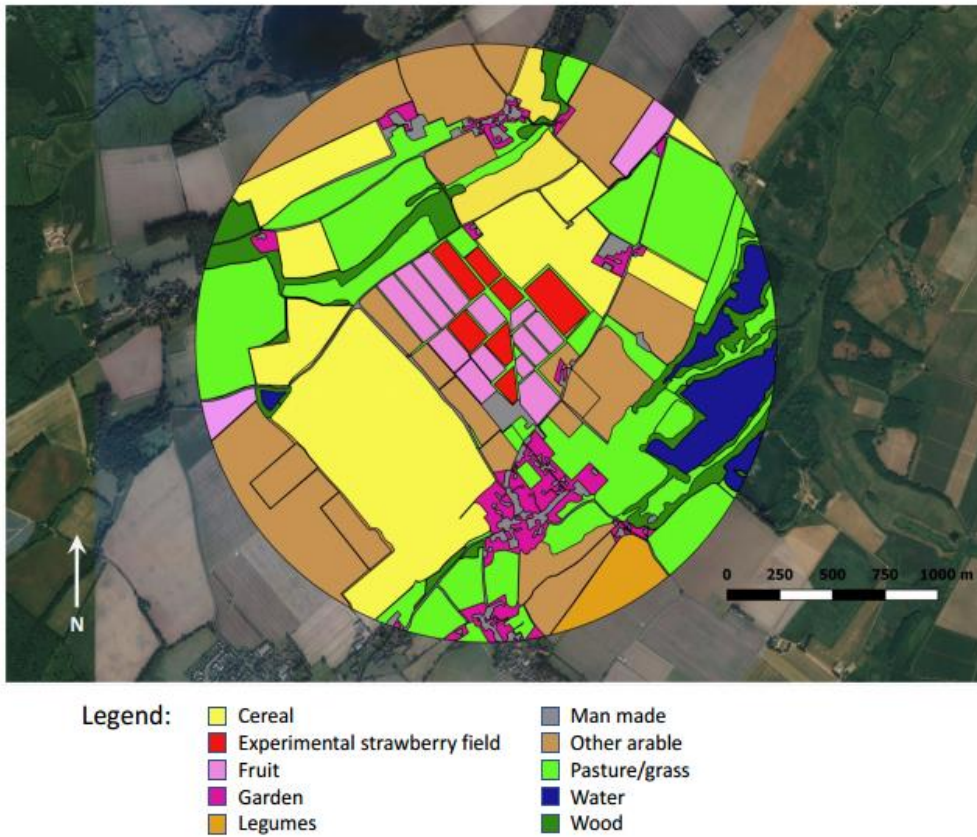 N
0 250 500 750 1000 m
Legend:
Cereal
Experimental strawberry field
Fruit
Garden
Legumes
Man made
Other arable
Pasture/grass
Water
Wood